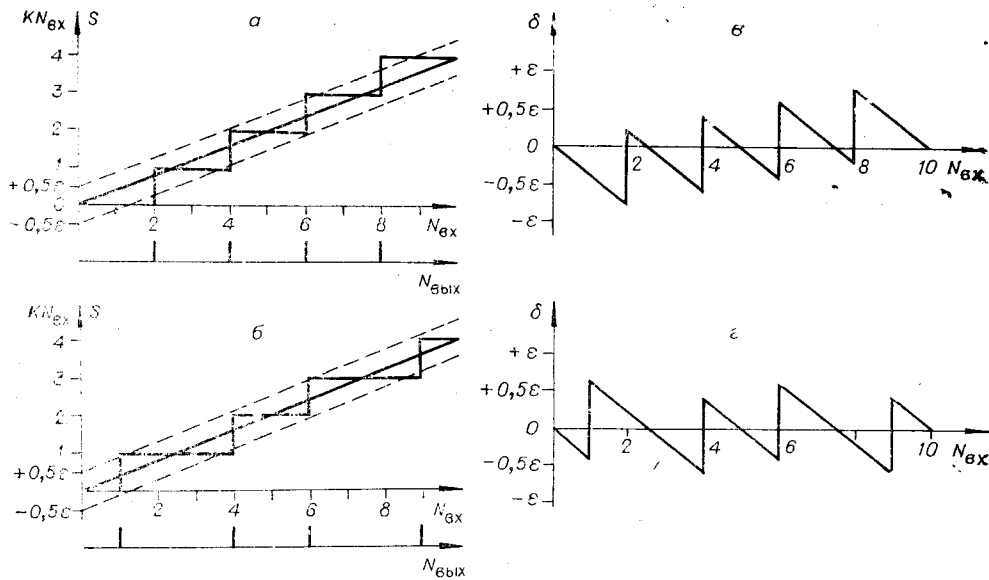 KNвх S
а
4
3
2
1
+0,5ε
0
-0,5ε
2 4 6 8 Nвх
Nвых
δ
в
+ε
+0,5ε
0
-0,5ε
-ε
2 4 6 8 10 Nвх
KNвх S
б
4
3
2
1
+0,5ε
-0,5ε
2 4 6 8 Nвх
Nвых
δ
г
+ε
+0,5ε
0
-0,5ε
-ε
2 4 6 10 Nвх